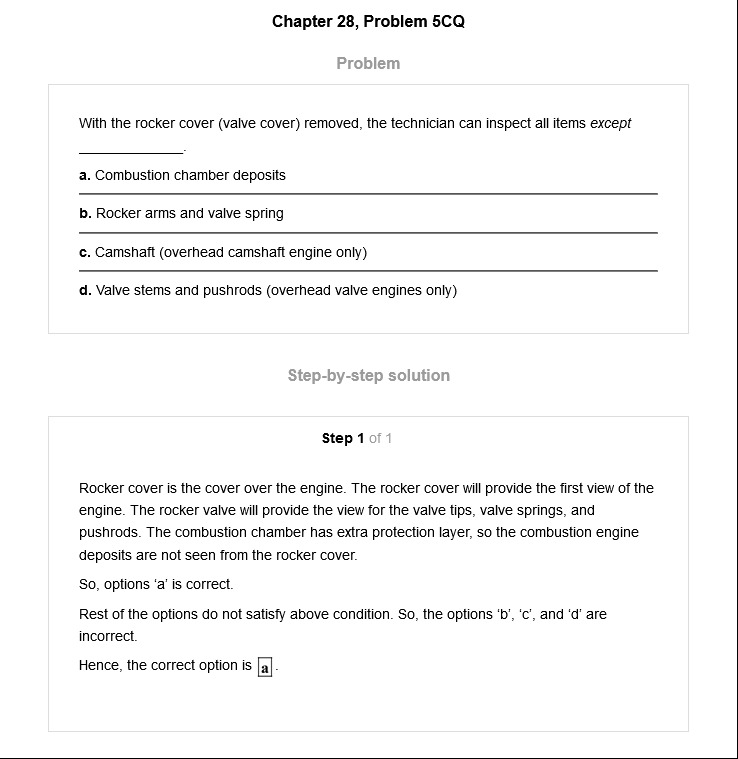 Chapter 28, Problem 5CQ
Problem
With the rocker cover (valve cover) removed, the technician can inspect all items except
_____________.
a. Combustion chamber deposits
b. Rocker arms and valve spring
c. Camshaft (overhead camshaft engine only)
d. Valve stems and pushrods (overhead valve engines only)
Step-by-step solution
Step 1 of 1
Rocker cover is the cover over the engine. The rocker cover will provide the first view of the
engine. The rocker valve will provide the view for the valve tips, valve springs, and
pushrods. The combustion chamber has extra protection layer, so the combustion engine
deposits are not seen from the rocker cover.
So, options ‘a’ is correct.
Rest of the options do not satisfy above condition. So, the options ‘b’, ‘c’, and ‘d’ are
incorrect.
Hence, the correct option is a .